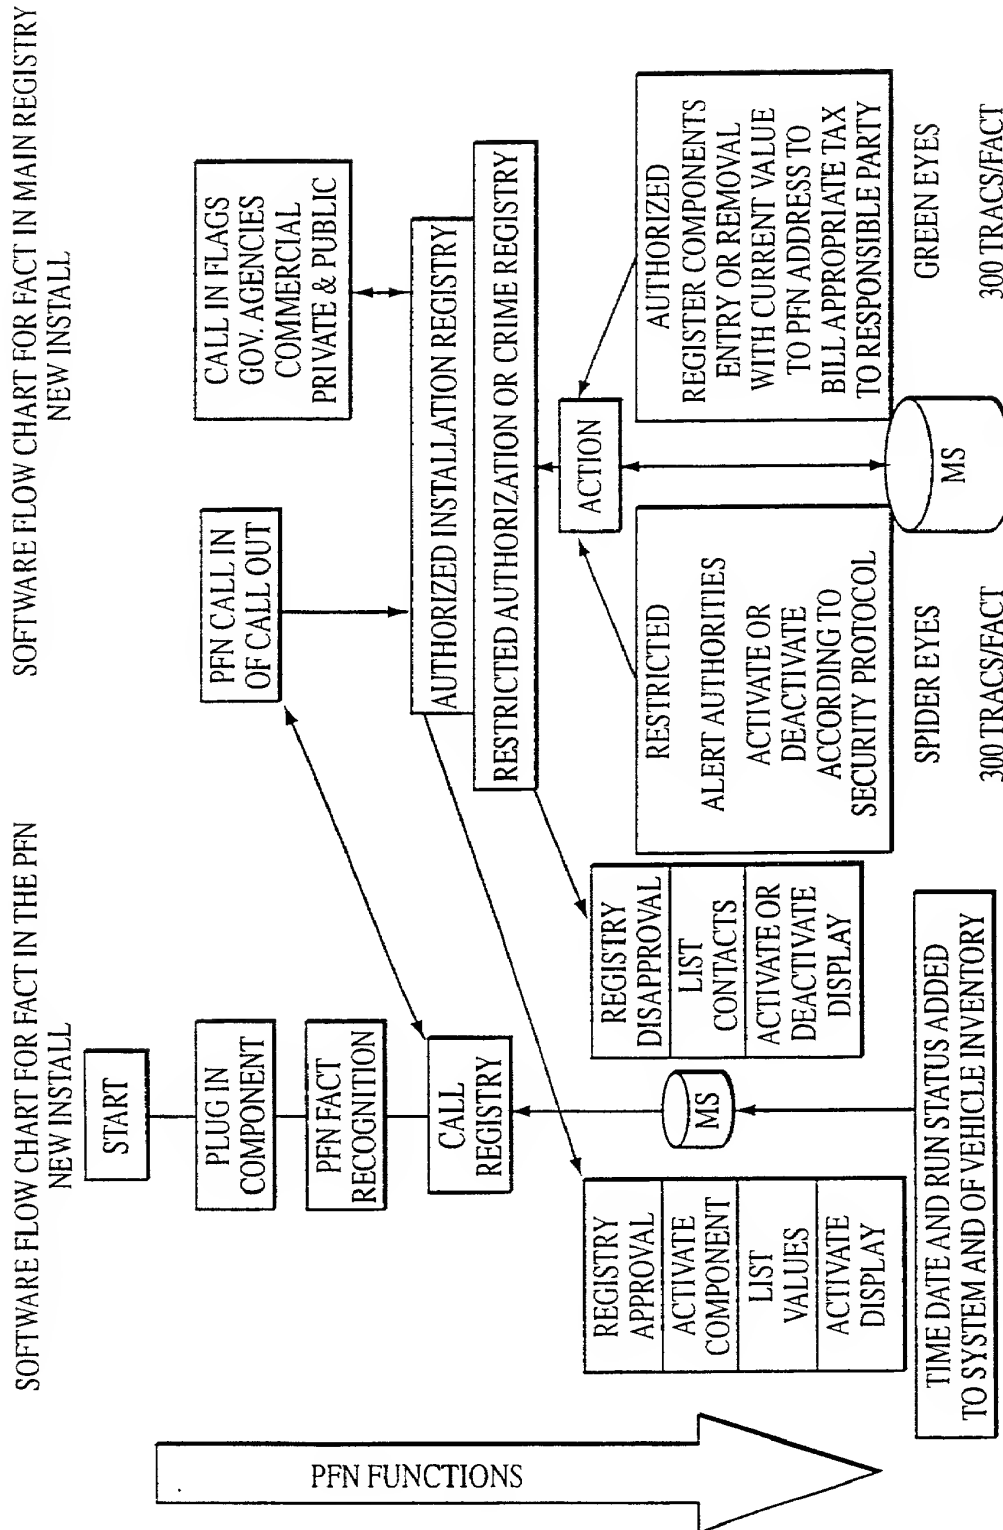 SOFTWARE FLOW CHART FOR FACT IN THE PFN
NEW INSTALL
START
PLUG IN
COMPONENT
PFN FACT
RECOGNITION
CALL
REGISTRY
MS
REGISTRY
APPROVAL
ACTIVATE
COMPONENT
LIST
VALUES
ACTIVATE
DISPLAY
REGISTRY
DISAPPROVAL
LIST
CONTACTS
ACTIVATE OR
DEACTIVATE
DISPLAY
TIME DATE AND RUN STATUS ADDED
TO SYSTEM AND OF VEHICLE INVENTORY
PFN FUNCTIONS
SOFTWARE FLOW CHART FOR FACT IN MAIN REGISTRY
NEW INSTALL
PFN CALL IN
OF CALL OUT
CALL IN FLAGS
GOV. AGENCIES
COMMERCIAL
PRIVATE & PUBLIC
AUTHORIZED INSTALLATION REGISTRY
RESTRICTED AUTHORIZATION OR CRIME REGISTRY
ACTION
RESTRICTED
ALERT AUTHORITIES
ACTIVATE OR
DEACTIVATE
ACCORDING TO
SECURITY PROTOCOL
AUTHORIZED
REGISTER COMPONENTS
ENTRY OR REMOVAL
WITH CURRENT VALUE
TO PFN ADDRESS TO
BILL APPROPRIATE TAX
TO RESPONSIBLE PARTY
MS
SPIDER EYES
300 TRACS/FACT
GREEN EYES
300 TRACS/FACT